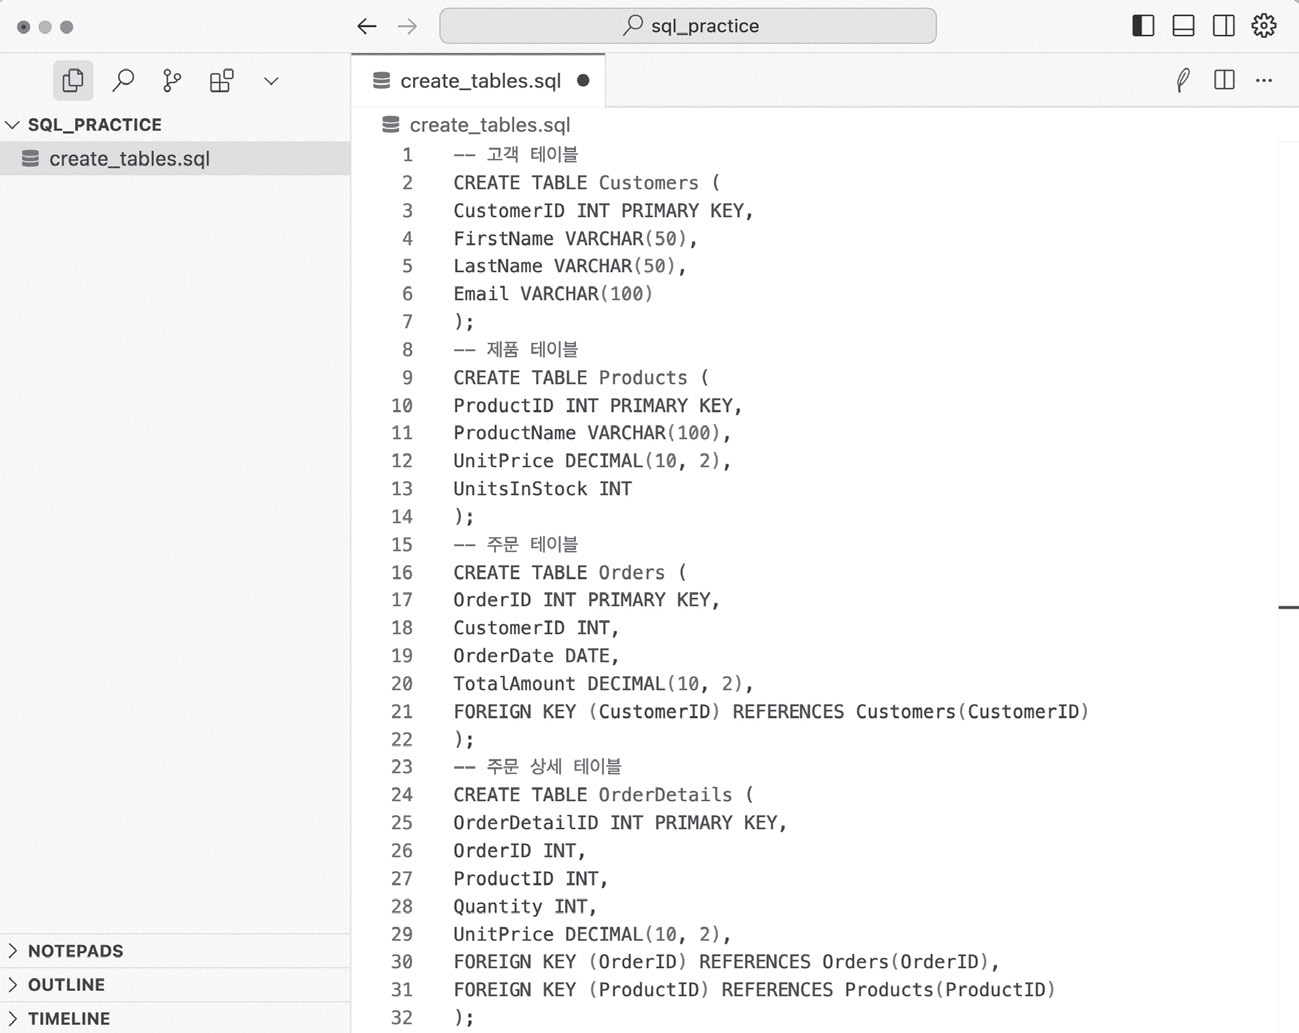 sql_practice
create_tables.sql
SQL_PRACTICE
create_tables.sql
create_tables.sql
1 -- 고객 테이블
2 CREATE TABLE Customers (
3 CustomerID INT PRIMARY KEY,
4 FirstName VARCHAR(50),
5 LastName VARCHAR(50),
6 Email VARCHAR(100)
7 );
8 -- 제품 테이블
9 CREATE TABLE Products (
10 ProductID INT PRIMARY KEY,
11 ProductName VARCHAR(100),
12 UnitPrice DECIMAL(10, 2),
13 UnitsInStock INT
14 );
15 -- 주문 테이블
16 CREATE TABLE Orders (
17 OrderID INT PRIMARY KEY,
18 CustomerID INT,
19 OrderDate DATE,
20 TotalAmount DECIMAL(10, 2),
21 FOREIGN KEY (CustomerID) REFERENCES Customers(CustomerID)
22 );
23 -- 주문 상세 테이블
24 CREATE TABLE OrderDetails (
25 OrderDetailID INT PRIMARY KEY,
26 OrderID INT,
27 ProductID INT,
28 Quantity INT,
29 UnitPrice DECIMAL(10, 2),
30 FOREIGN KEY (OrderID) REFERENCES Orders(OrderID),
31 FOREIGN KEY (ProductID) REFERENCES Products(ProductID)
32 );
NOTEPADS
OUTLINE
TIMELINE